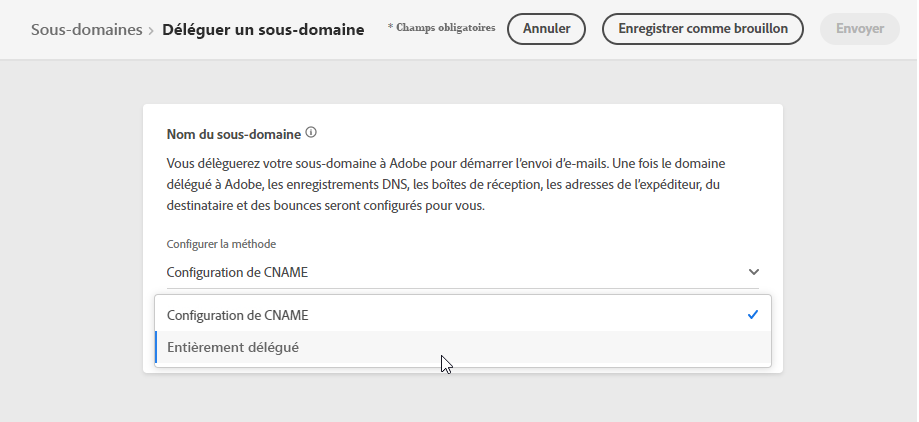 Sous-domaines › Déléguer un sous-domaine * Champs obligatoires Annuler Enregistrer comme brouillon Envoyer
Nom du sous-domaine
Vous délèguerez votre sous-domaine à Adobe pour démarrer l'envoi d'e-mails. Une fois le domaine
délégué à Adobe, les enregistrements DNS, les boîtes de réception, les adresses de l'expéditeur, du
destinataire et des bounces seront configurés pour vous.
Configurer la méthode
Configuration de CNAME
Configuration de CNAME
Entièrement délégué